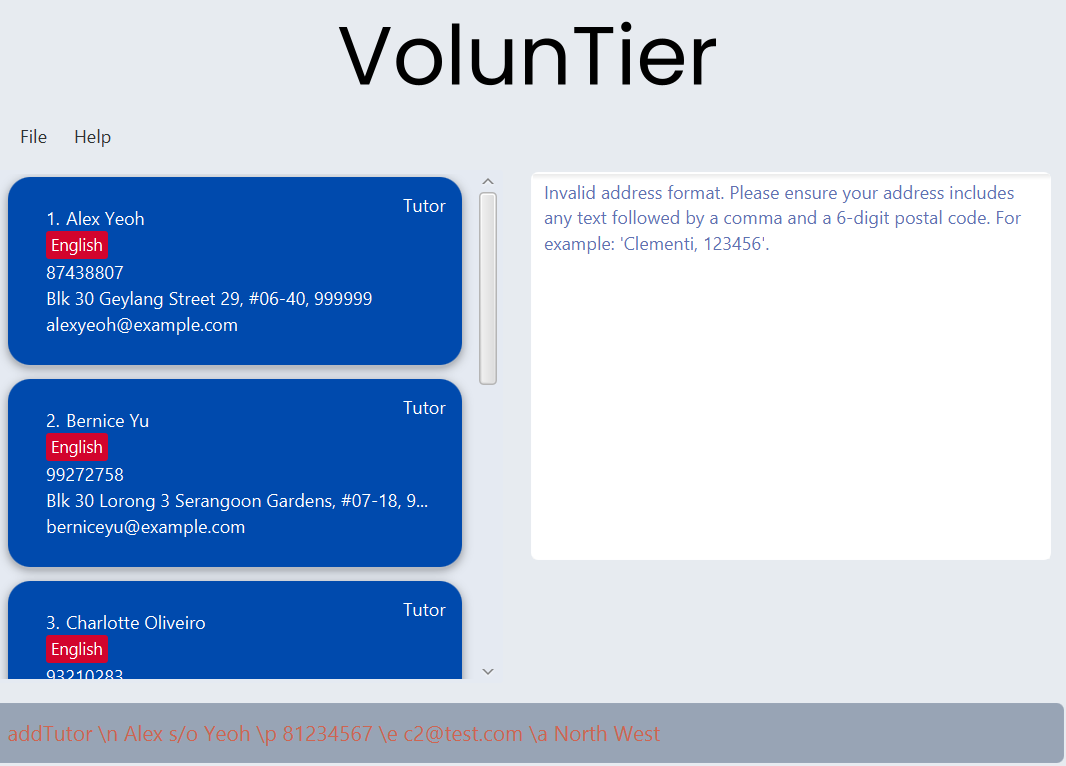 VolunTier
File Help
1. Alex Yeoh
Tutor
English
87438807
Blk 30 Geylang Street 29, #06-40, 999999
alexyeoh@example.com
2. Bernice Yu
Tutor
English
99272758
Blk 30 Lorong 3 Serangoon Gardens, #07-18, 9...
berniceyu@example.com
3. Charlotte Oliveiro
Tutor
English
93210283
Invalid address format. Please ensure your address includes
any text followed by a comma and a 6-digit postal code. For
example: 'Clementi, 123456'.
addTutor \n Alex s/o Yeoh \p 81234567 \e c2@test.com \a North West